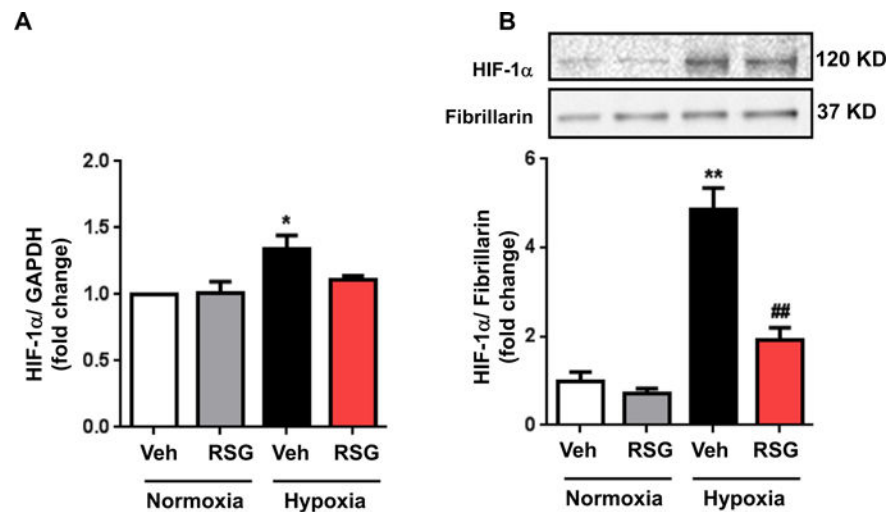 A
HIF-1α/ GAPDH
(fold change)
2.0
1.5
1.0
0.5
0.0
*
Veh RSG Veh RSG
Normoxia Hypoxia
B
HIF-1α 120 KD
Fibrillarin 37 KD
HIF-1α/ Fibrillarin
(fold change)
6
4
2
0
**
##
Veh RSG Veh RSG
Normoxia Hypoxia